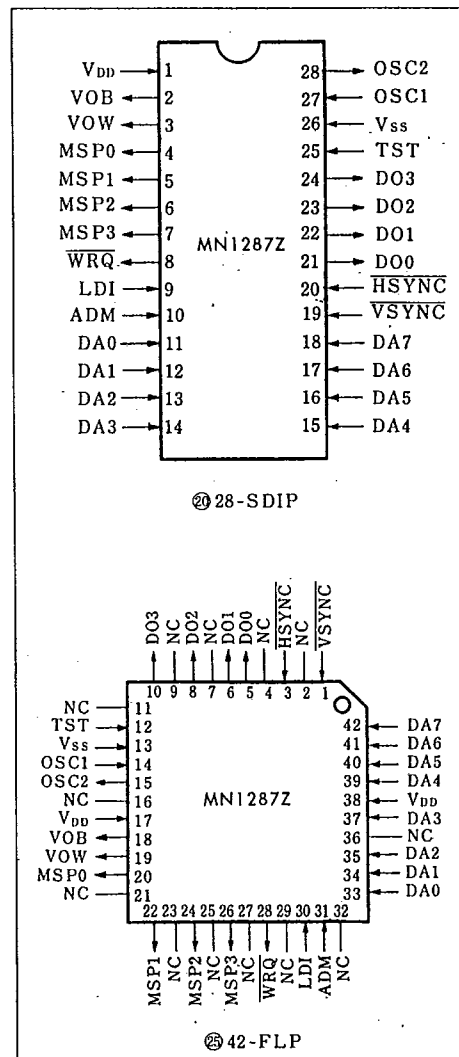 VDD 1 28 OSC2
VOB 2 27 OSC1
VOW 3 26 Vss
MSP0 4 25 TST
MSP1 5 24 DO3
MSP2 6 23 DO2
MSP3 7 MN1287Z 22 DO1
W̅R̅Q̅ 8 21 DO0
LDI 9 20 H̅S̅Y̅N̅C̅
ADM 10 19 V̅S̅Y̅N̅C̅
DA0 11 18 DA7
DA1 12 17 DA6
DA2 13 16 DA5
DA3 14 15 DA4
⑳ 28-SDIP
DO3 NC DO2 NC DO1 DO0 NC H̅S̅Y̅N̅C̅ NC V̅S̅Y̅N̅C̅
10 9 8 7 6 5 4 3 2 1
NC 11
TST 12 42 DA7
Vss 13 41 DA6
OSC1 14 40 DA5
OSC2 15 39 DA4
NC 16 MN1287Z 38 VDD
VDD 17 37 DA3
VOB 18 36 NC
VOW 19 35 DA2
MSP0 20 34 DA1
NC 21 33 DA0
22 23 24 25 26 27 28 29 30 31 32
MSP1 NC MSP2 NC MSP3 NC W̅R̅Q̅ NC LDI ADM NC
㉕ 42-FLP